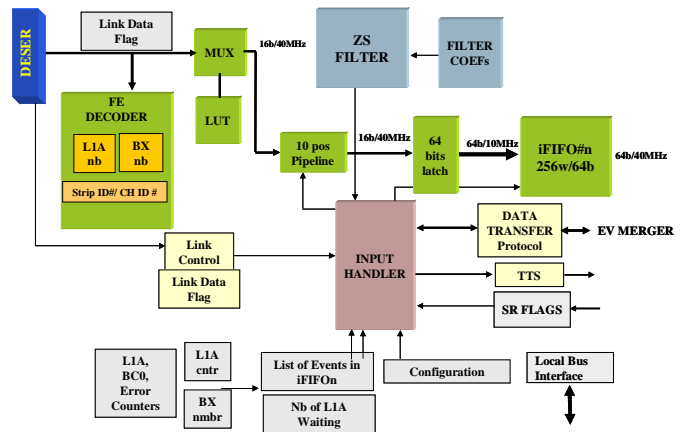 DESER
Link Data
Flag
MUX
16b/40MHz
ZS
FILTER
FILTER
COEFs
FE
DECODER
L1A
nb
BX
nb
Strip ID#/ CH ID #
LUT
10 pos
Pipeline
16b/40MHz
64
bits
latch
64b/10MHz
iFIFO#n
256w/64b
64b/40MHz
Link
Control
Link Data
Flag
INPUT
HANDLER
DATA
TRANSFER
Protocol
EV MERGER
TTS
SR FLAGS
L1A,
BC0,
Error
Counters
L1A
cntr
BX
nmbr
List of Events in
iFIFOn
Nb of L1A
Waiting
Configuration
Local Bus
Interface